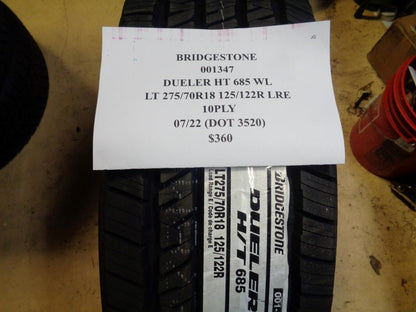 BRIDGESTONE
001347
DUELER HT 685 WL
LT 275/70R18 125/122R LRE
10PLY
07/22 (DOT 3520)
$360
BRIDGESTONE
DUELER
H/T 685
LT275/70R18 125/122R